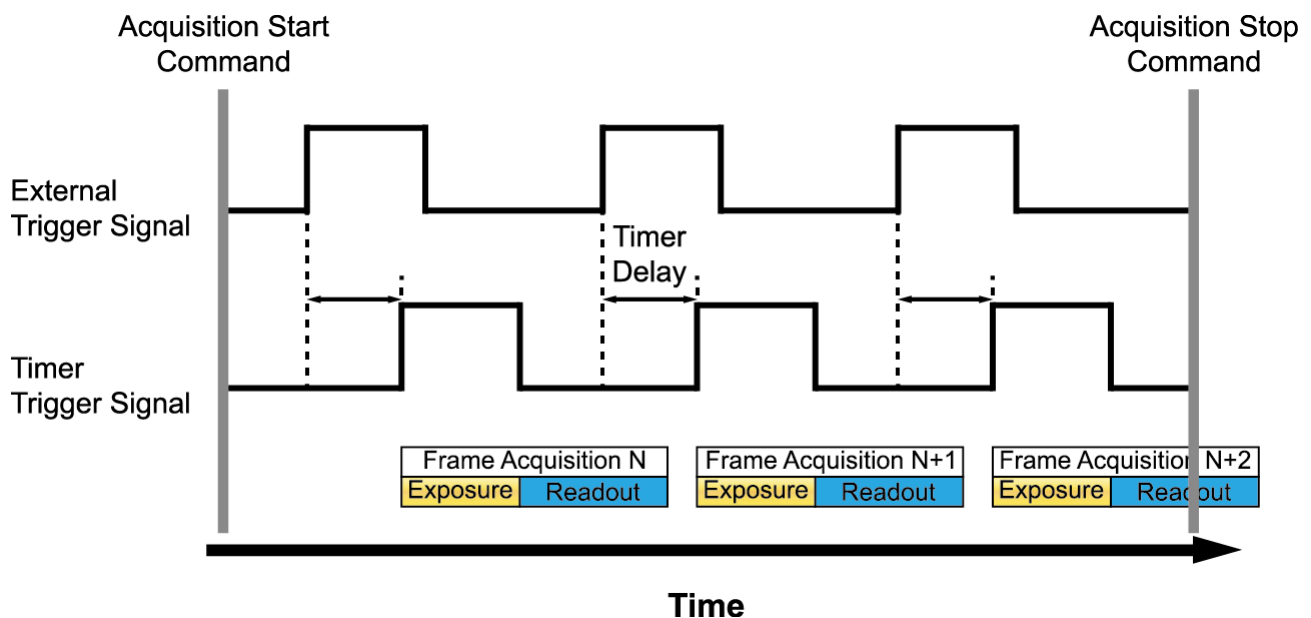 Acquisition Start
Command
Acquisition Stop
Command
External
Trigger Signal
Timer
Delay
Timer
Trigger Signal
Frame Acquisition N
Frame Acquisition N+1
Frame Acquisition N+2
Exposure
Readout
Exposure
Readout
Exposure
Readout
Time